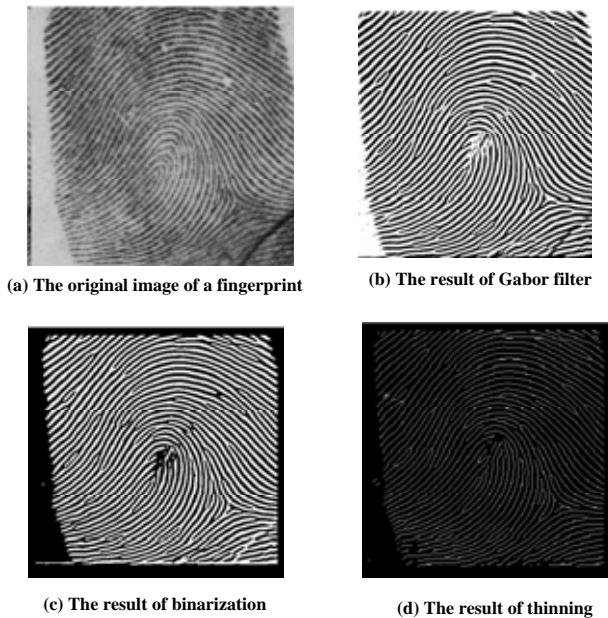 (a) The original image of a fingerprint
(b) The result of Gabor filter
(c) The result of binarization
(d) The result of thinning